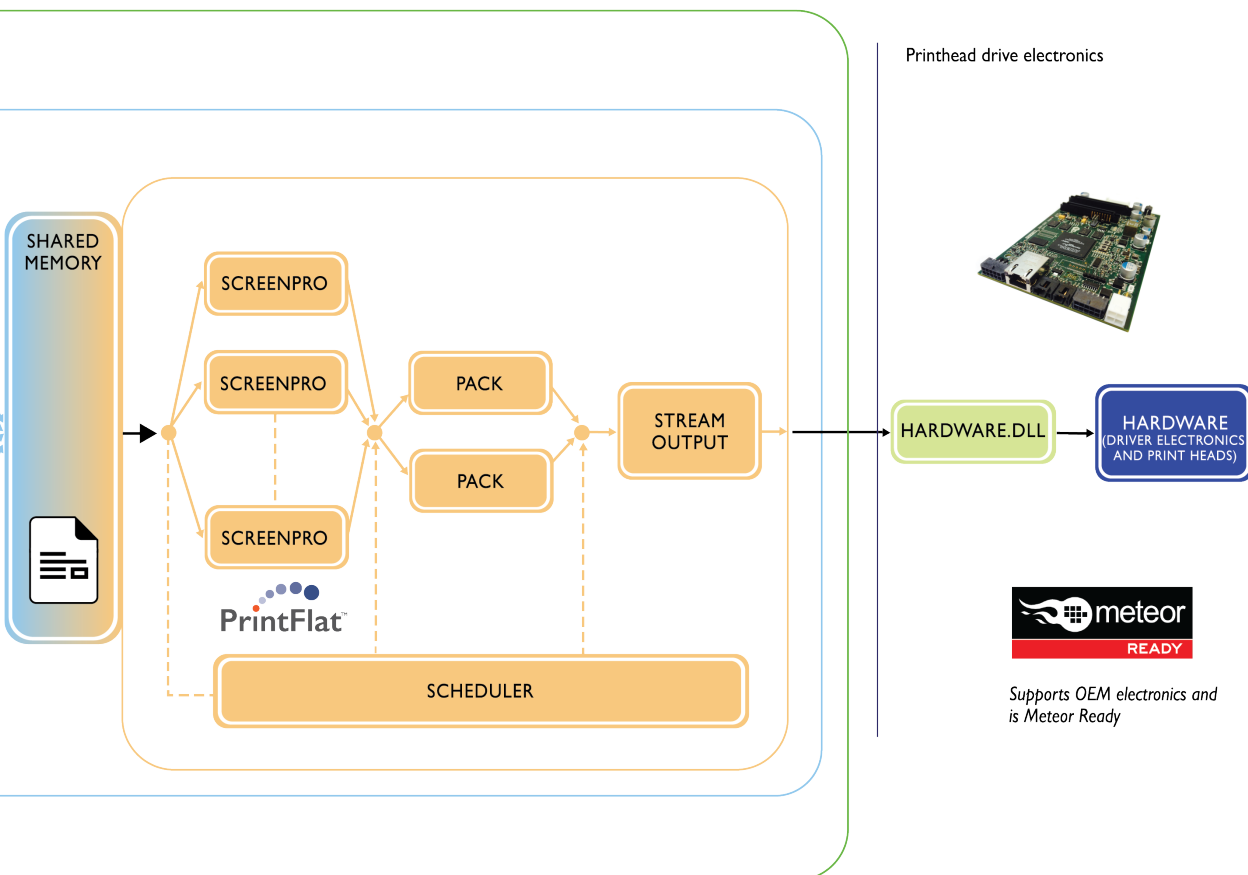 Printhead drive electronics
SHARED
MEMORY
SCREENPRO
SCREENPRO
SCREENPRO
PACK
PACK
STREAM
OUTPUT
HARDWARE.DLL
HARDWARE
(DRIVER ELECTRONICS
AND PRINT HEADS)
PrintFlat™
SCHEDULER
meteor
READY
Supports OEM electronics and
is Meteor Ready